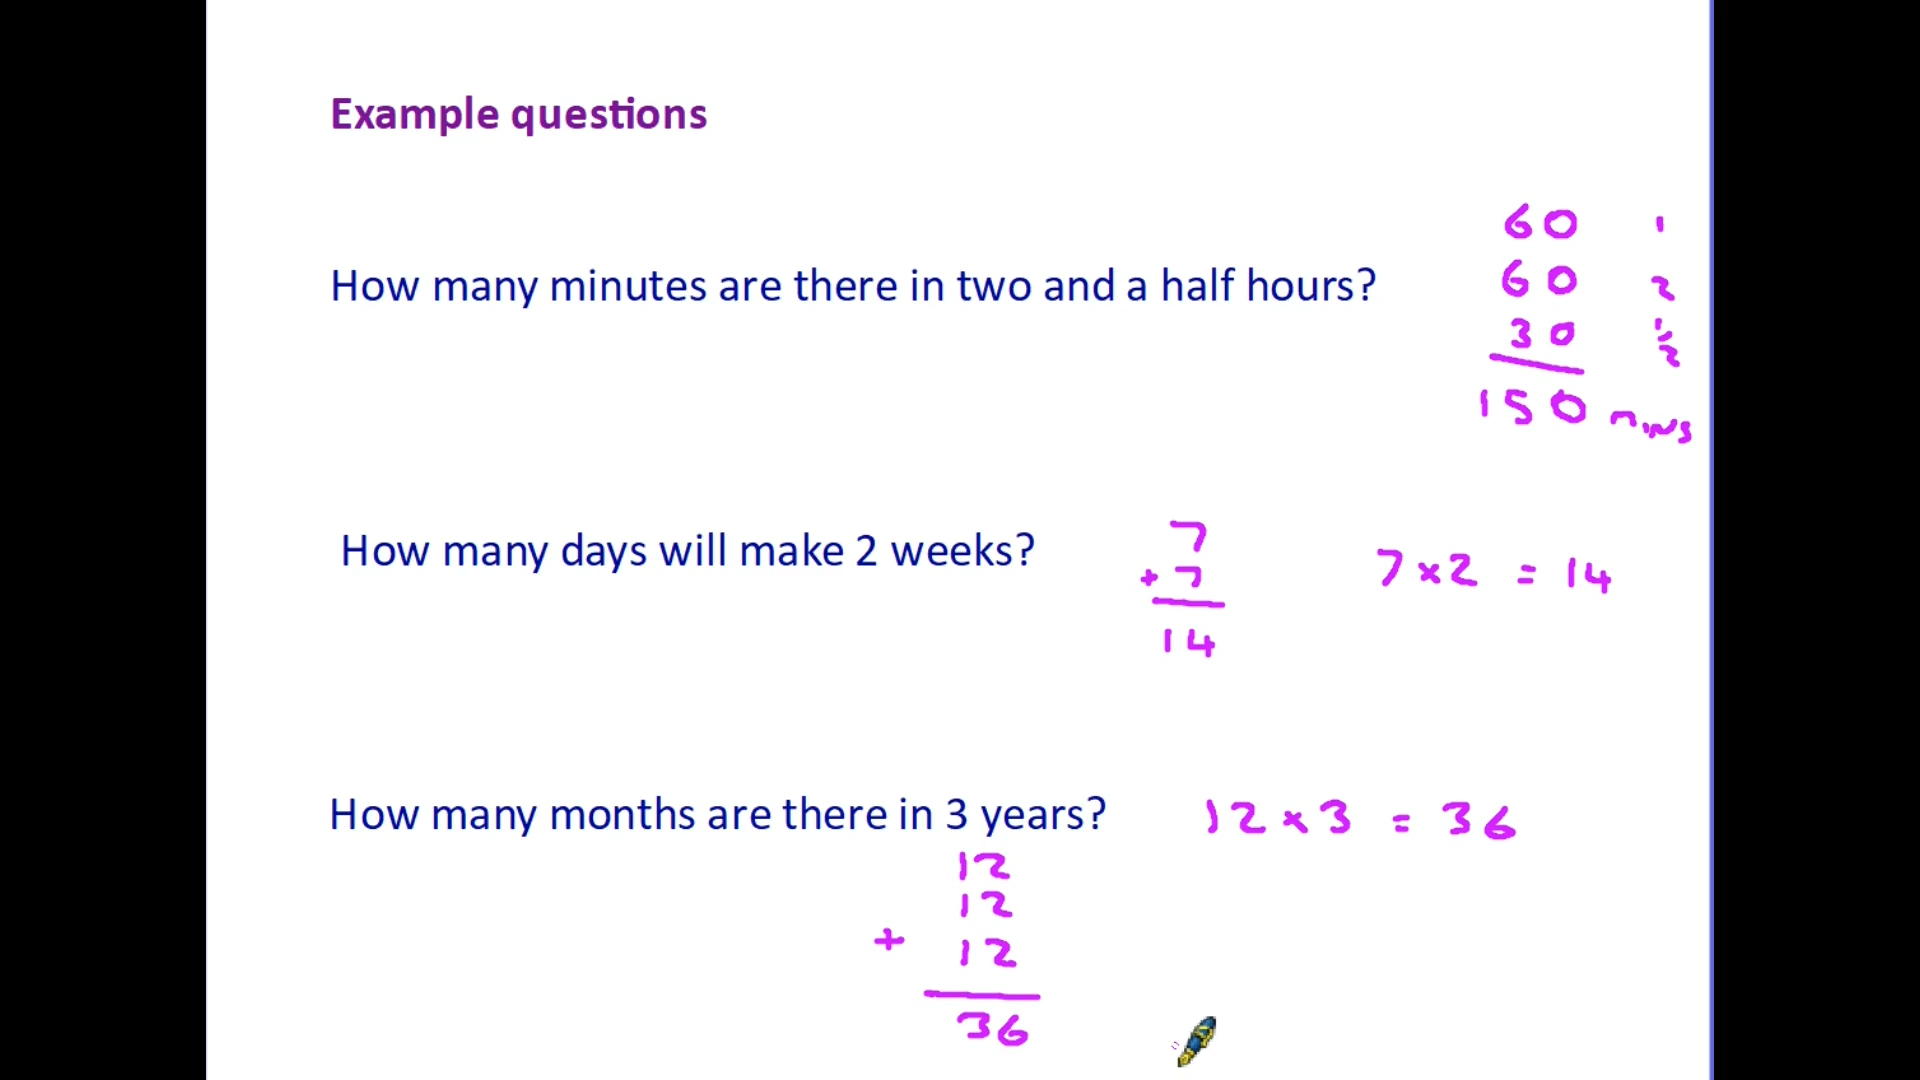 Example questions
60 1
How many minutes are there in two and a half hours?
60 2
30 1/2
150 mins
How many days will make 2 weeks?
7
+ 7
14
7 x 2 = 14
How many months are there in 3 years?
12 x 3 = 36
12
12
+ 12
36